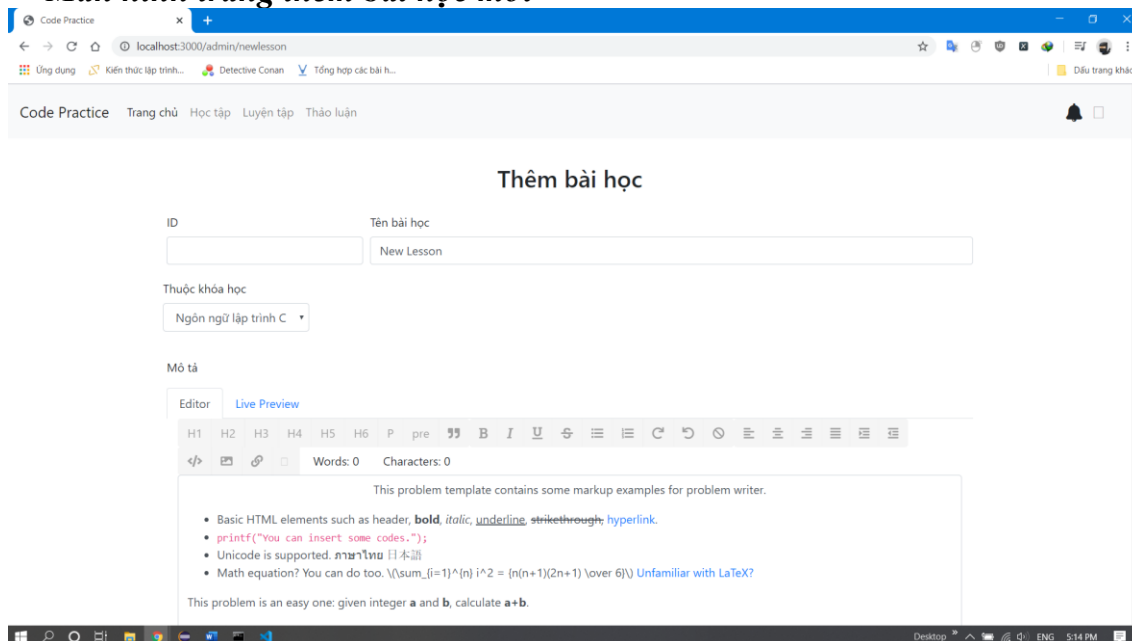 Màn hình trang thêm bài học mới
Code Practice
localhost:3000/admin/newlesson
Ứng dụng Kiến thức lập trình... Detective Conan Tổng hợp các bài h... Dấu trang khác
Code Practice Trang chủ Học tập Luyện tập Thảo luận
Thêm bài học
ID Tên bài học
New Lesson
Thuộc khóa học
Ngôn ngữ lập trình C
Mô tả
Editor Live Preview
H1 H2 H3 H4 H5 H6 P pre B I U S
</> Words: 0 Characters: 0
This problem template contains some markup examples for problem writer.
• Basic HTML elements such as header, bold, italic, underline, strikethrough, hyperlink.
• printf("You can insert some codes.");
• Unicode is supported. ภาษาไทย 日本語
• Math equation? You can do too. \(\sum_{i=1}^{n} i^2 = {n(n+1)(2n+1) \over 6}\) Unfamiliar with LaTeX?
This problem is an easy one: given integer a and b, calculate a+b.
Desktop » ENG 5:14 PM